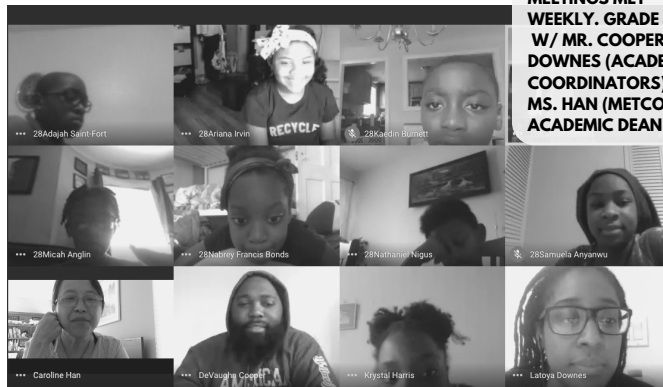 MEETINGS MET
WEEKLY. GRADE
W/ MR. COOPER
DOWNES (ACADE
COORDINATORS)
MS. HAN (METCO
ACADEMIC DEAN
RECYCLE
28Adajah Saint-Fort
28Ariana Irvin
28Kaedin Burnett
28Micah Anglin
28Nabrey Francis Bonds
28Nathaniel Nigus
28Samuela Anyanwu
AMERICA
Caroline Han
DeVaughn Cooper
Krystal Harris
Latoya Downes